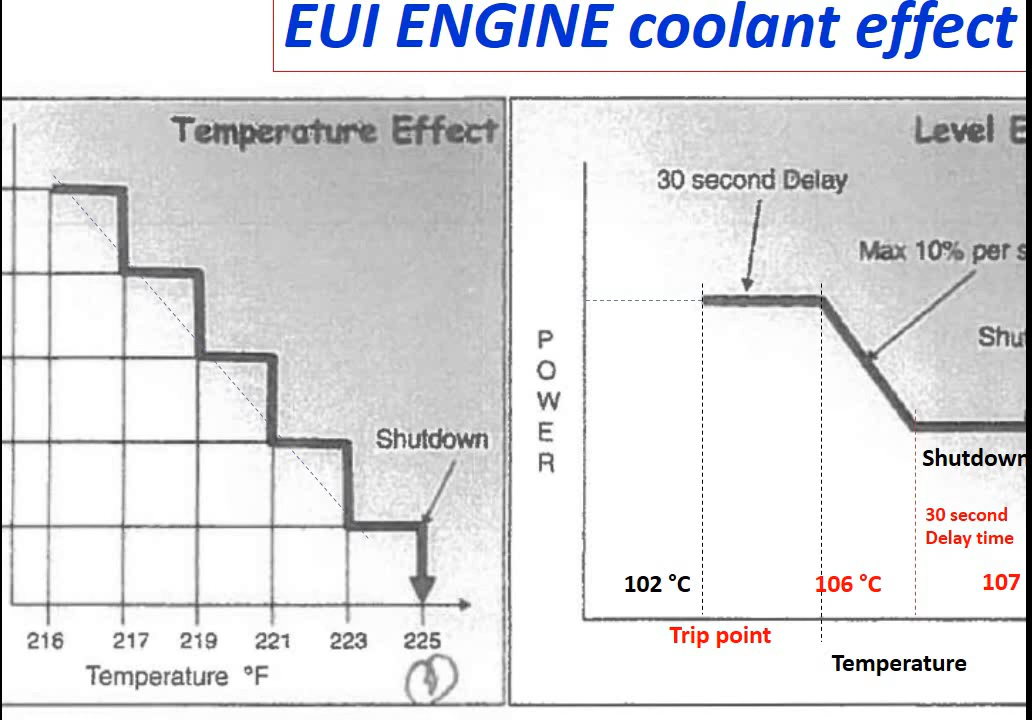 EUI ENGINE coolant effect
Temperature Effect
Shutdown
216 217 219 221 223 225
Temperature °F
Level E
30 second Delay
Max 10% per s
Shu
POWER
Shutdown
30 second
Delay time
102 °C
106 °C
107
Trip point
Temperature